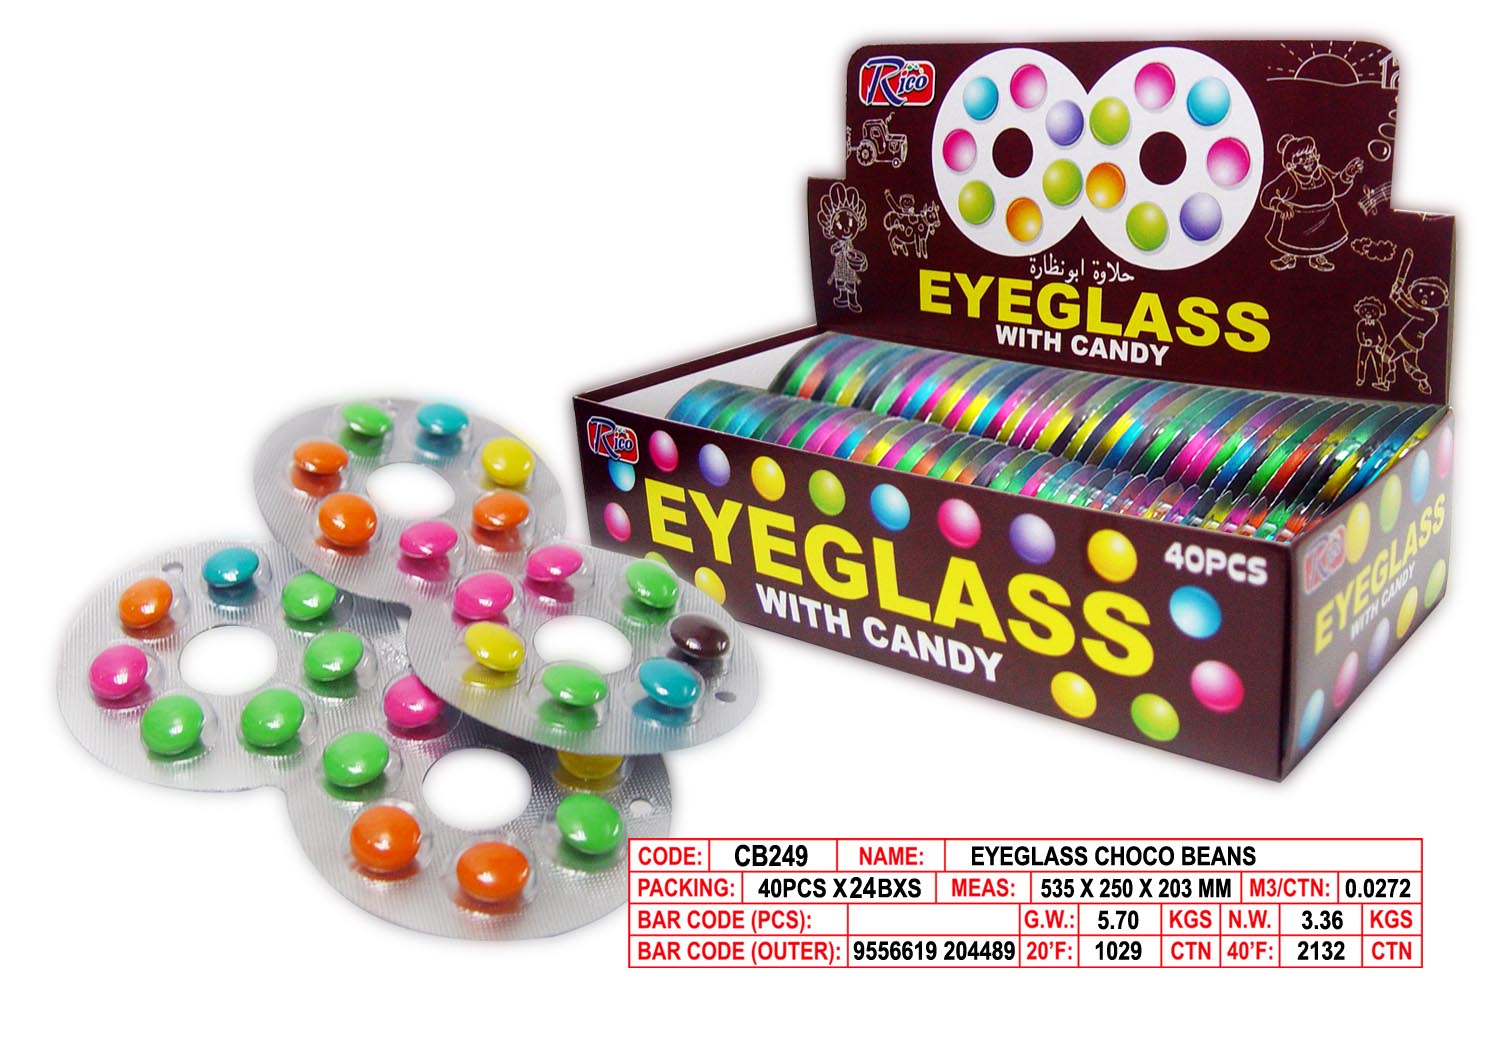 Rico
حلاوة ابونظارة
EYEGLASS
WITH CANDY
Rico
EYEGLASS
WITH CANDY
40PCS
Rico
EYEGLASS
WITH CANDY
CODE: CB249 NAME: EYEGLASS CHOCO BEANS
PACKING: 40PCS X 24BXS MEAS: 535 X 250 X 203 MM M3/CTN: 0.0272
BAR CODE (PCS): G.W.: 5.70 KGS N.W. 3.36 KGS
BAR CODE (OUTER): 9556619 204489 20'F: 1029 CTN 40'F: 2132 CTN